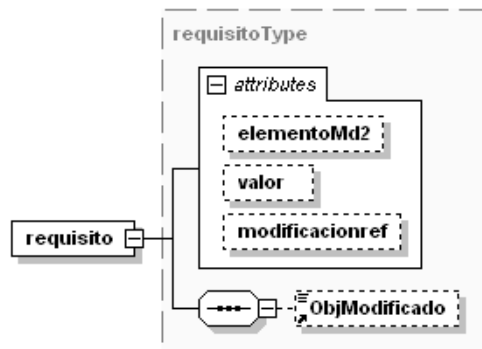 requisitoType
attributes
elementoMd2
valor
modificacionref
requisito
ObjModificado